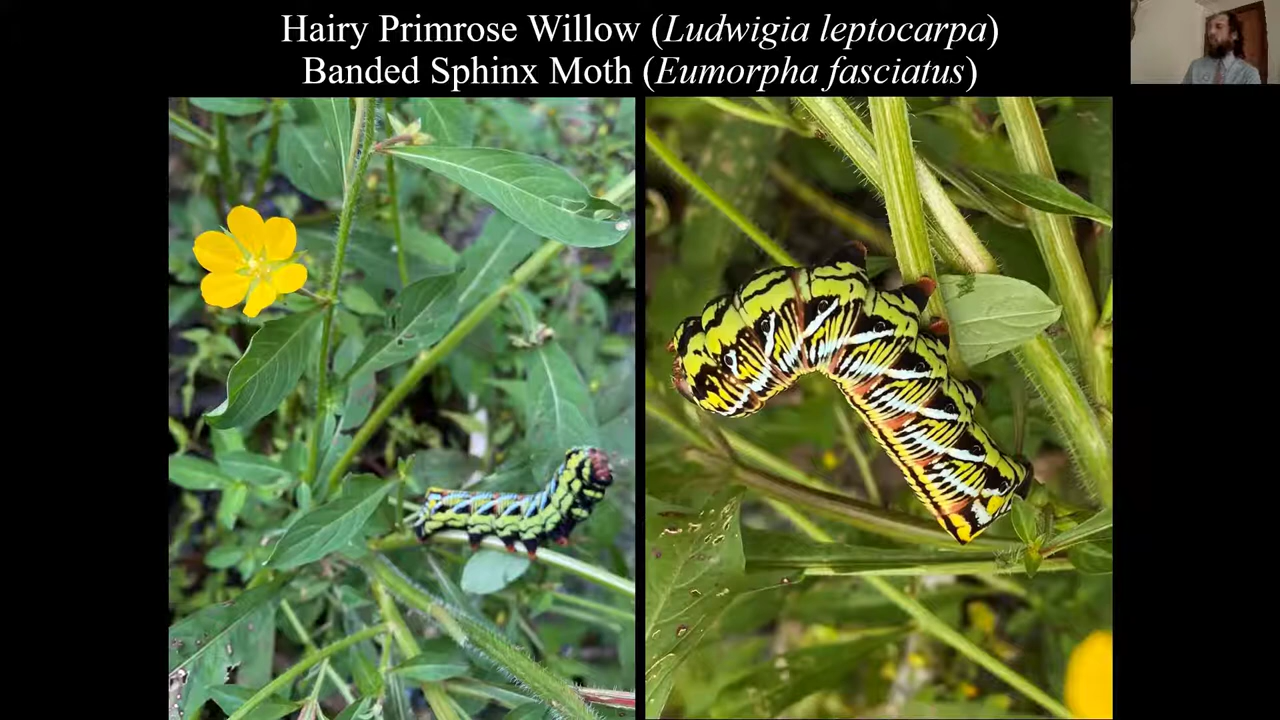 Hairy Primrose Willow (Ludwigia leptocarpa)
Banded Sphinx Moth (Eumorpha fasciatus)